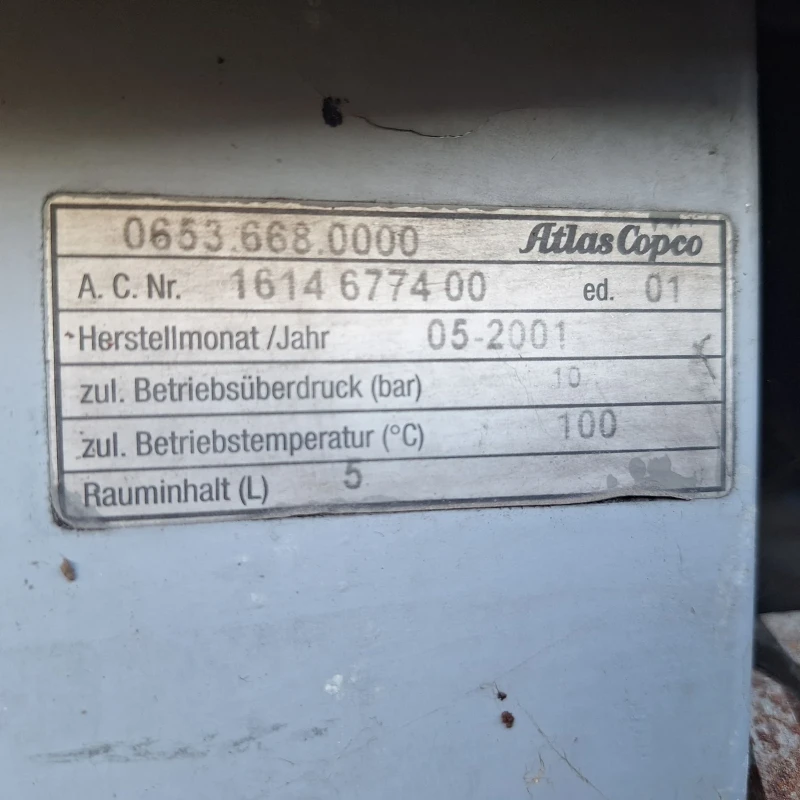 0653.668.0000 Atlas Copco
A. C. Nr. 1614 6774 00 ed. 01
Herstellmonat /Jahr 05-2001
zul. Betriebsüberdruck (bar) 10
zul. Betriebstemperatur (°C) 100
Rauminhalt (L) 5